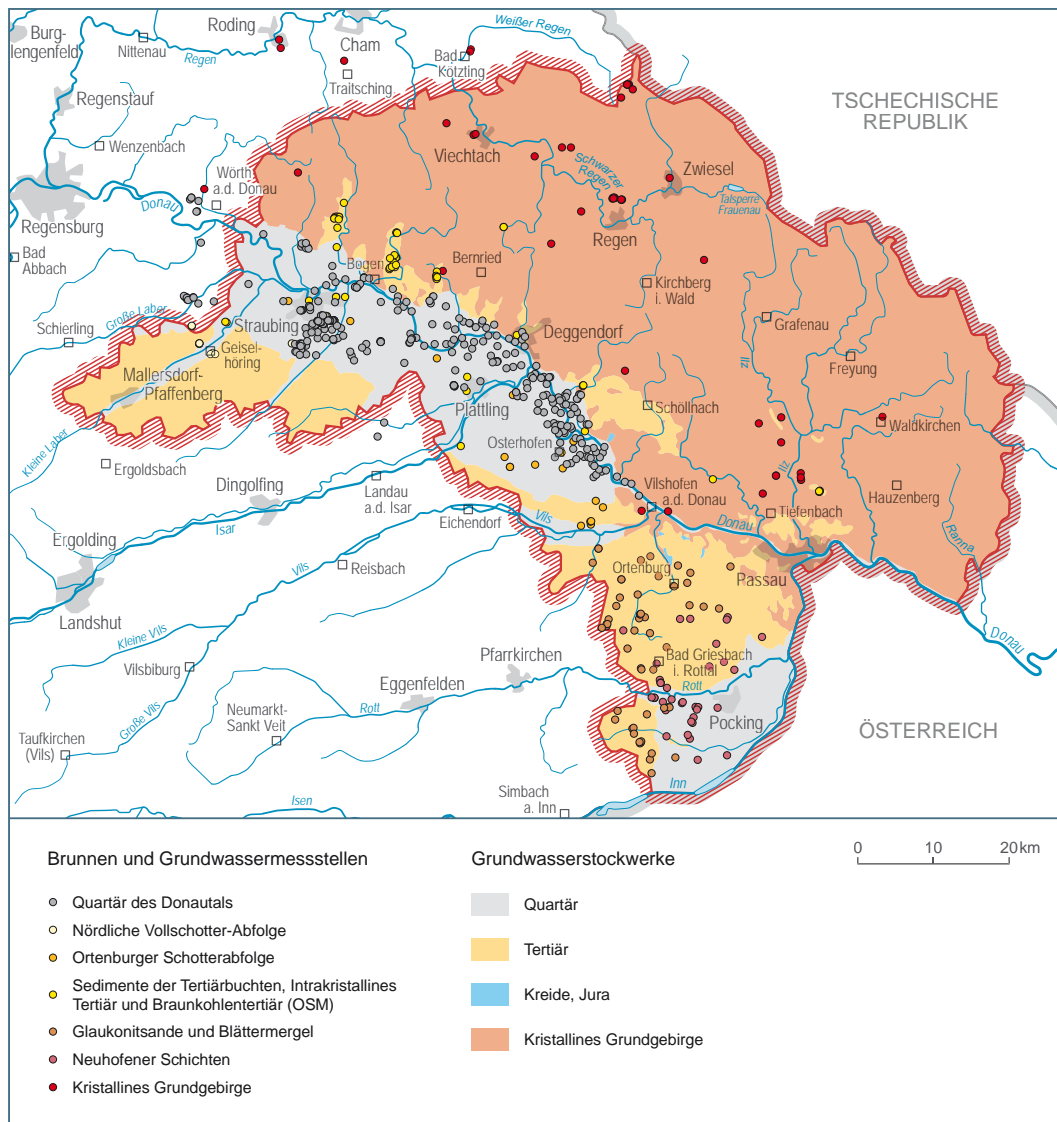 Burg-
lengenfeld
Nittenau
Roding
Regen
Cham
Traitsching
Weißer Regen
Bad
Kötzting
TSCHECHISCHE
REPUBLIK
Regenstauf
Wenzenbach
Viechtach
Schwarzer
Regen
Zwiesel
Talsperre
Frauenau
Wörth
a.d. Donau
Donau
Regensburg
Bad
Abbach
Regen
Bogen
Bernried
Kirchberg
i. Wald
Große Laber
Schierling
Straubing
Geisel-
höring
Deggendorf
Grafenau
Ilz
Freyung
Mallersdorf-
Pfaffenberg
Plattling
Schöllnach
Waldkirchen
Kleine Laber
Osterhofen
Ergoldsbach
Dingolfing
Landau
a.d. Isar
Isar
Vilshofen
a.d. Donau
Ilz
Hauzenberg
Tiefenbach
Eichendorf
Vils
Donau
Ranna
Ergolding
Vils
Reisbach
Ortenburg
Passau
Landshut
Kleine Vils
Donau
Vilsbiburg
Pfarrkirchen
Bad Griesbach
i. Rottal
Eggenfelden
Rott
Große Vils
Neumarkt-
Sankt Veit
Rott
Pocking
Taufkirchen
(Vils)
ÖSTERREICH
Inn
Simbach
a. Inn
Isen
Brunnen und Grundwassermessstellen
Quartär des Donautals
Nördliche Vollschotter-Abfolge
Ortenburger Schotterabfolge
Sedimente der Tertiärbuchten, Intrakristallines
Tertiär und Braunkohlentertiär (OSM)
Glaukonitsande und Blättermergel
Neuhofener Schichten
Kristallines Grundgebirge
Grundwasserstockwerke
Quartär
Tertiär
Kreide, Jura
Kristallines Grundgebirge
0 10 20 km